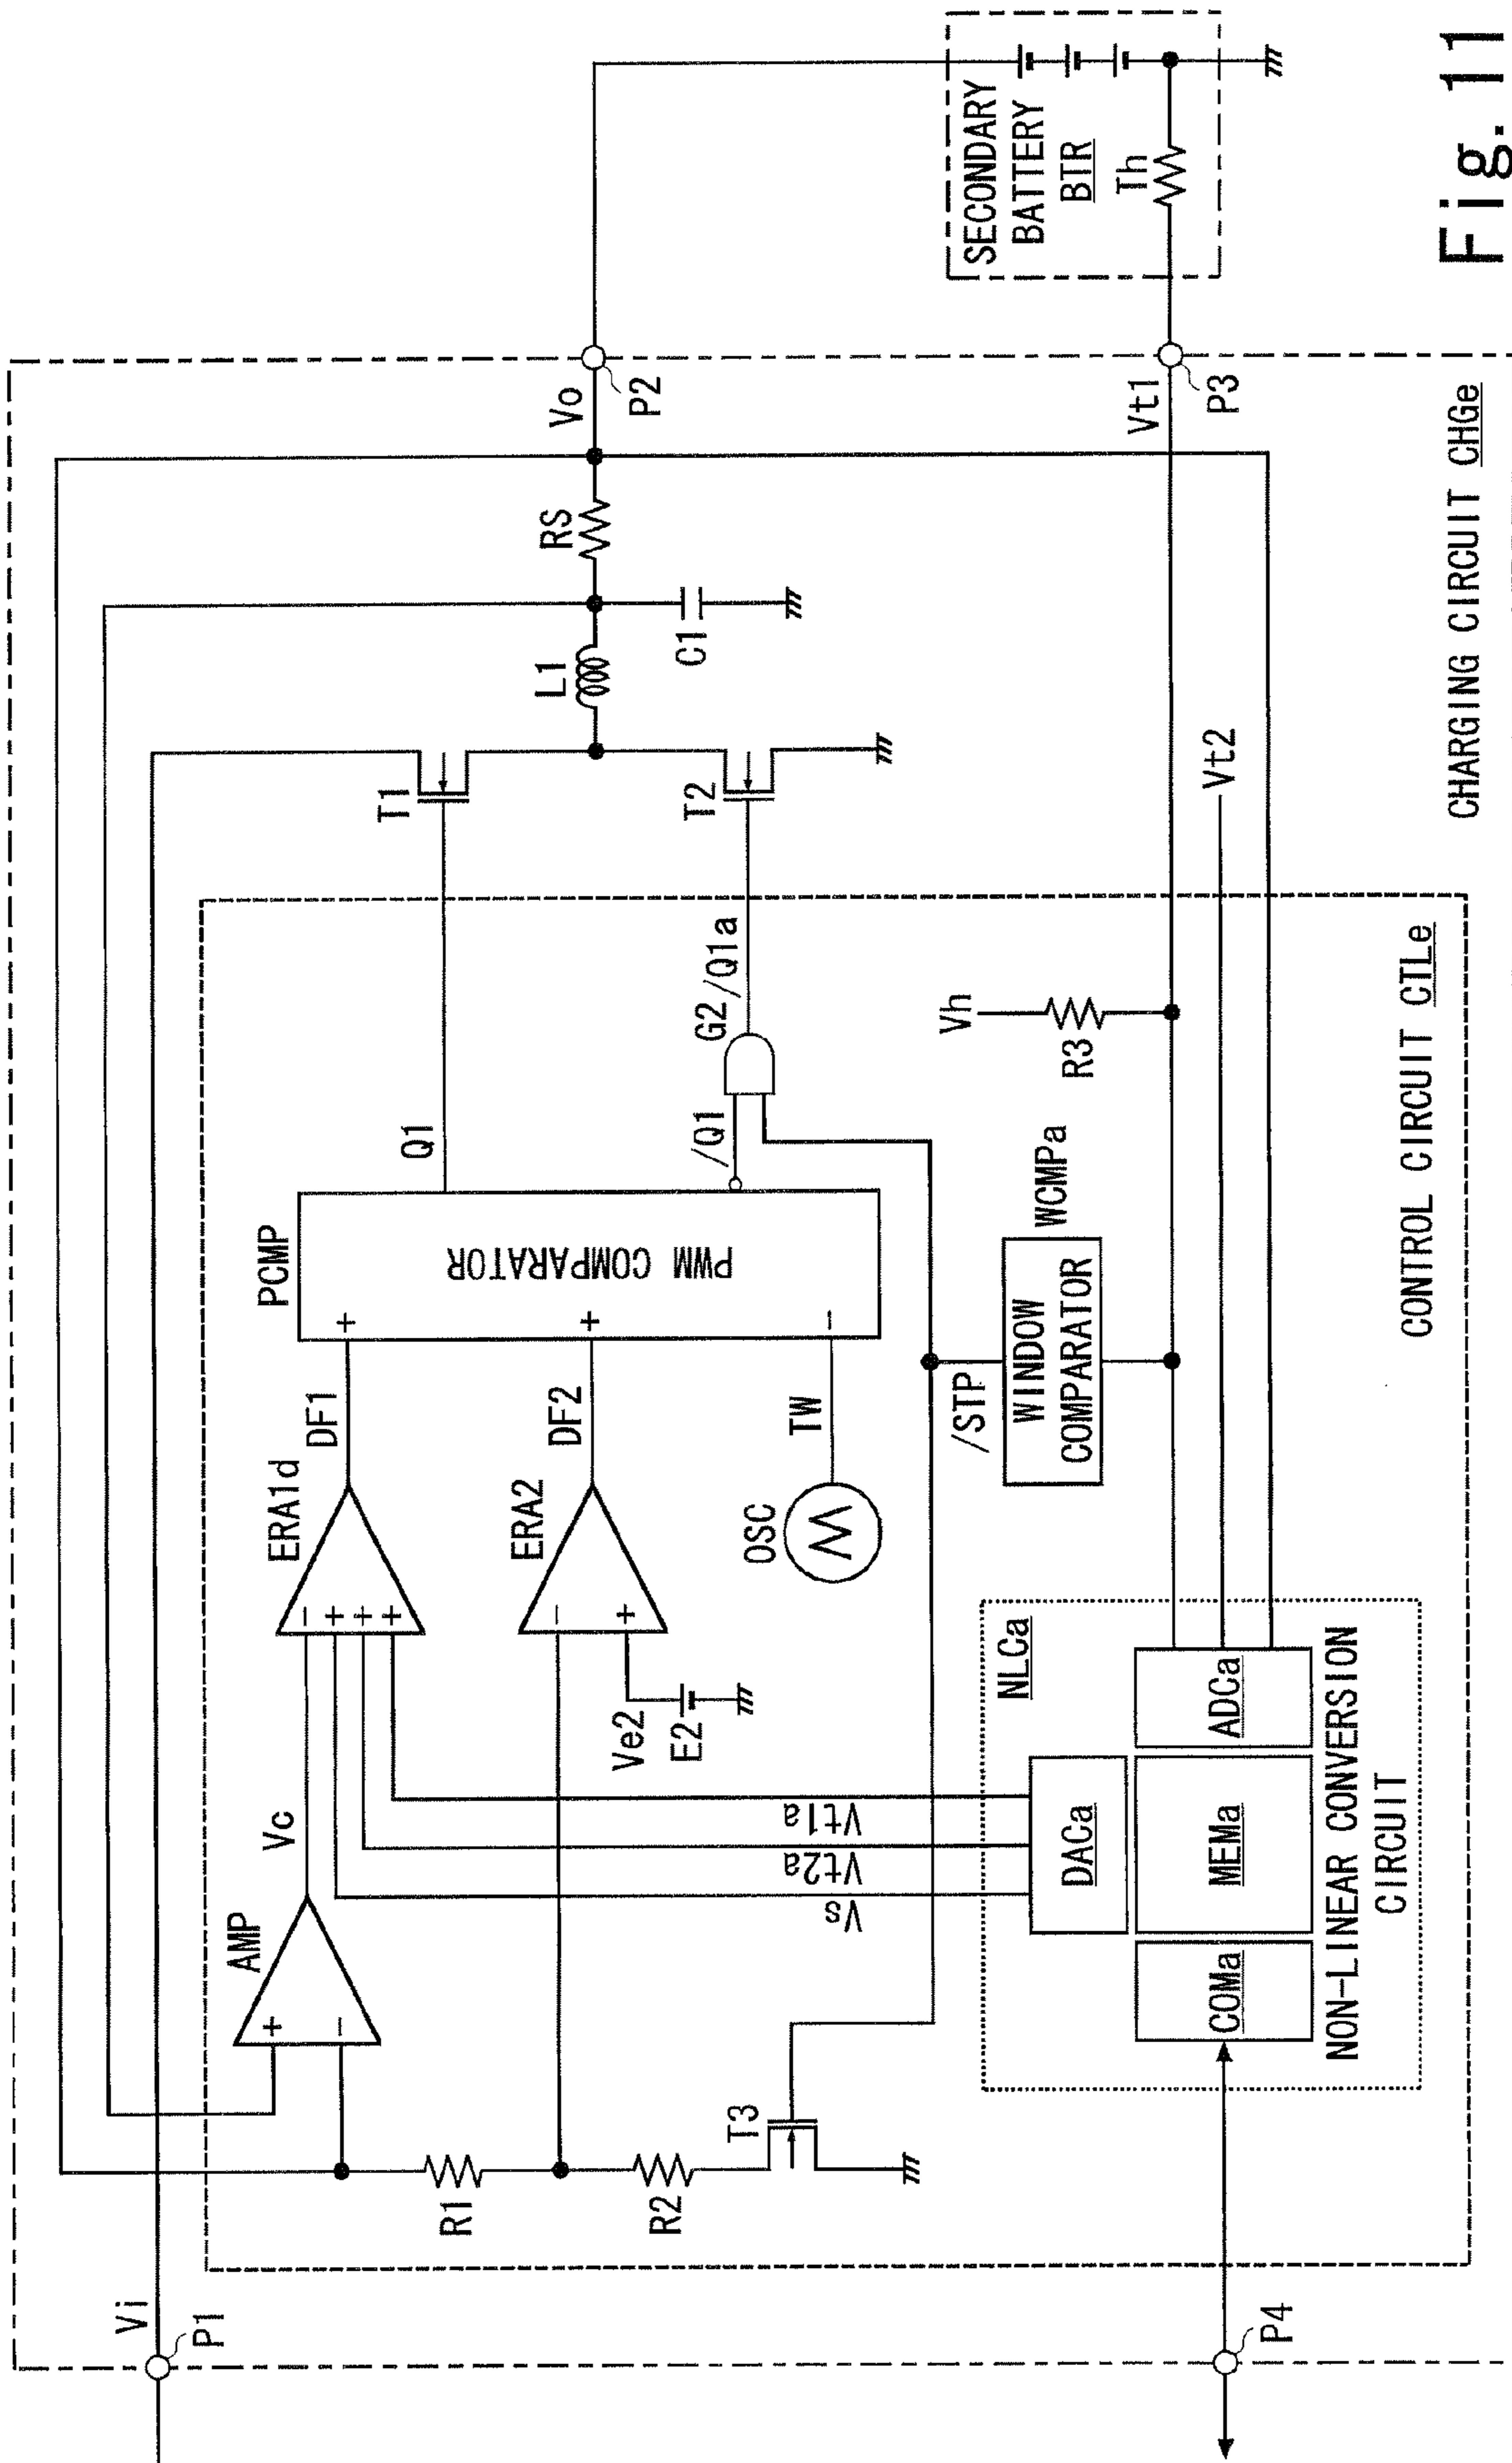 Vi
P1
AMP
+
−
Vc
ERA1d
−
+
+
+
DF1
PCMP
+
+
−
PWM COMPARATOR
Q1
/Q1
G2
/Q1a
T1
T2
L1
C1
RS
Vo
P2
R1
R2
T3
ERA2
−
+
DF2
Ve2
E2
OSC
TW
Vs
Vt2a
Vt1a
/STP
WINDOW
COMPARATOR
WCMPa
Vh
R3
Vt1
P3
Vt2
NLCa
DACa
COMa
MEMa
ADCa
NON-LINEAR CONVERSION
CIRCUIT
P4
CONTROL CIRCUIT CTLe
CHARGING CIRCUIT CHGe
SECONDARY
BATTERY
BTR
Th
Fig. 11